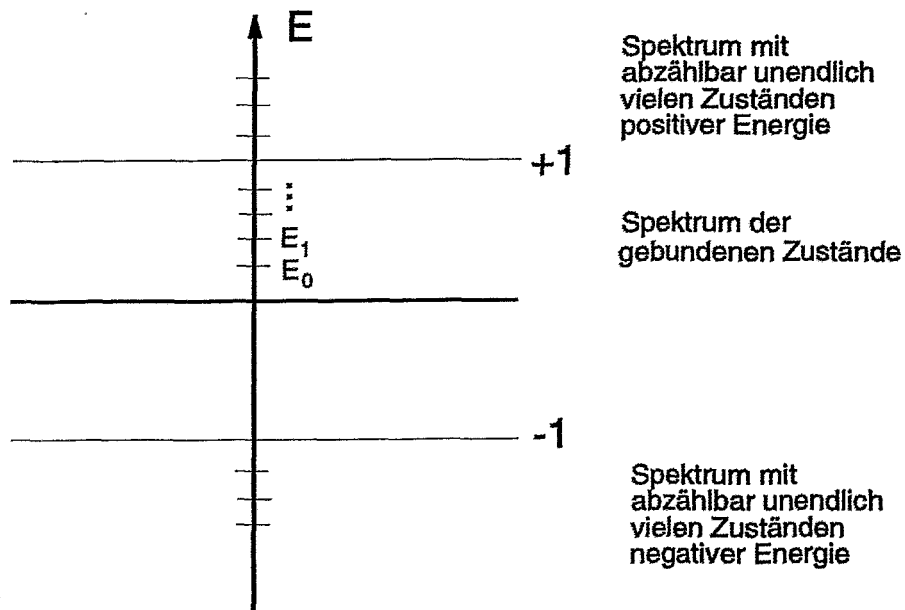 E
Spektrum mit
abzählbar unendlich
vielen Zuständen
positiver Energie
+1
⋮
E₁
E₀
Spektrum der
gebundenen Zustände
-1
Spektrum mit
abzählbar unendlich
vielen Zuständen
negativer Energie